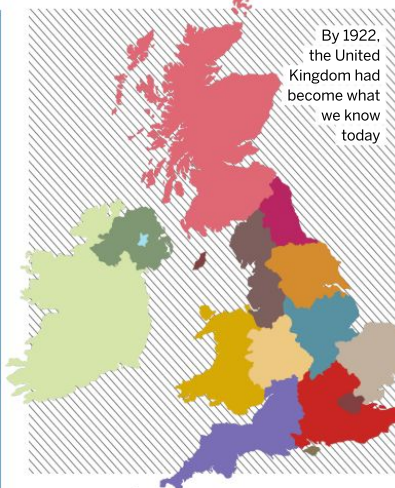 By 1922,
the United
Kingdom had
become what
we know
today